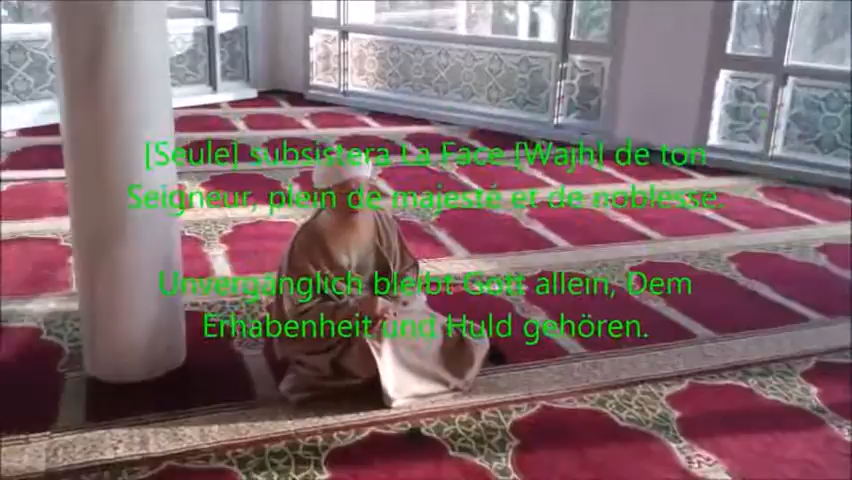 [Seule] subsistera La Face [Wajh] de ton
Seigneur, plein de majesté et de noblesse.
Unvergänglich bleibt Gott allein, Dem
Erhabenheit und Huld gehören.